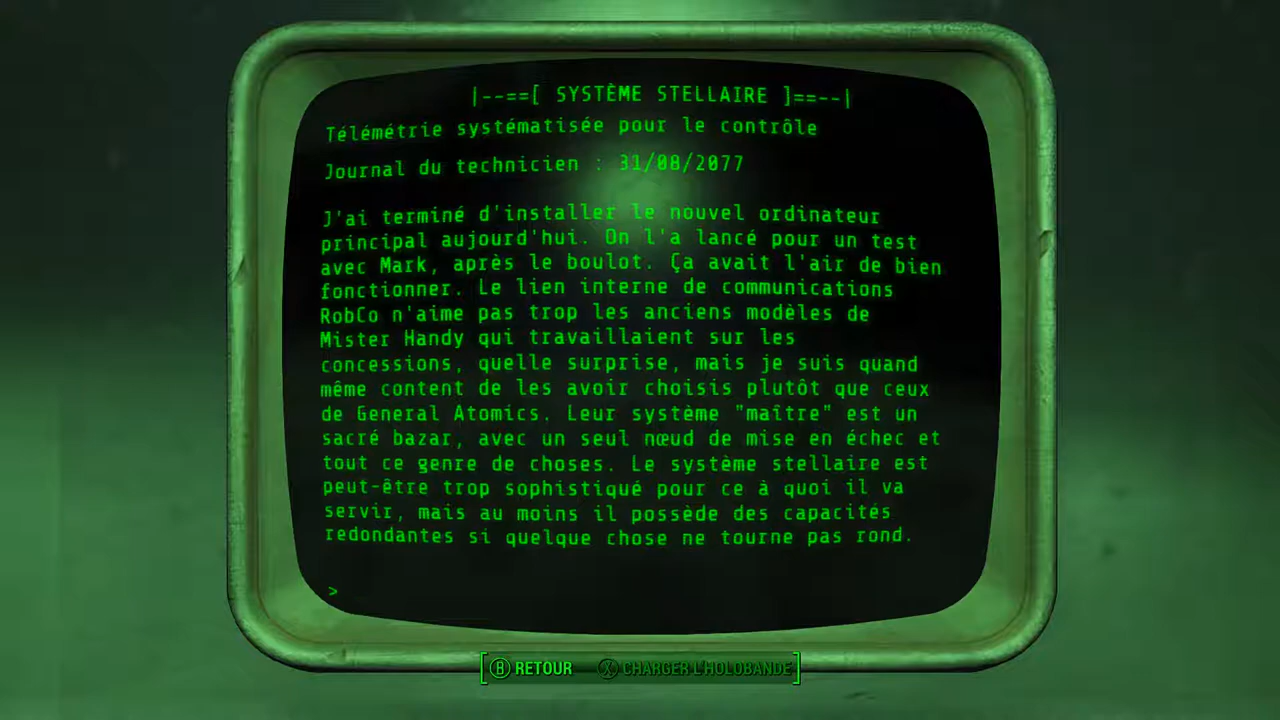 |--==[ SYSTÈME STELLAIRE ]==--|
Télémétrie systématisée pour le contrôle
Journal du technicien : 31/08/2077
J'ai terminé d'installer le nouvel ordinateur
principal aujourd'hui. On l'a lancé pour un test
avec Mark, après le boulot. Ça avait l'air de bien
fonctionner. Le lien interne de communications
RobCo n'aime pas trop les anciens modèles de
Mister Handy qui travaillaient sur les
concessions, quelle surprise, mais je suis quand
même content de les avoir choisis plutôt que ceux
de General Atomics. Leur système "maître" est un
sacré bazar, avec un seul nœud de mise en échec et
tout ce genre de choses. Le système stellaire est
peut-être trop sophistiqué pour ce à quoi il va
servir, mais au moins il possède des capacités
redondantes si quelque chose ne tourne pas rond.
>
B) RETOUR X) CHARGER L'HOLOBANDE